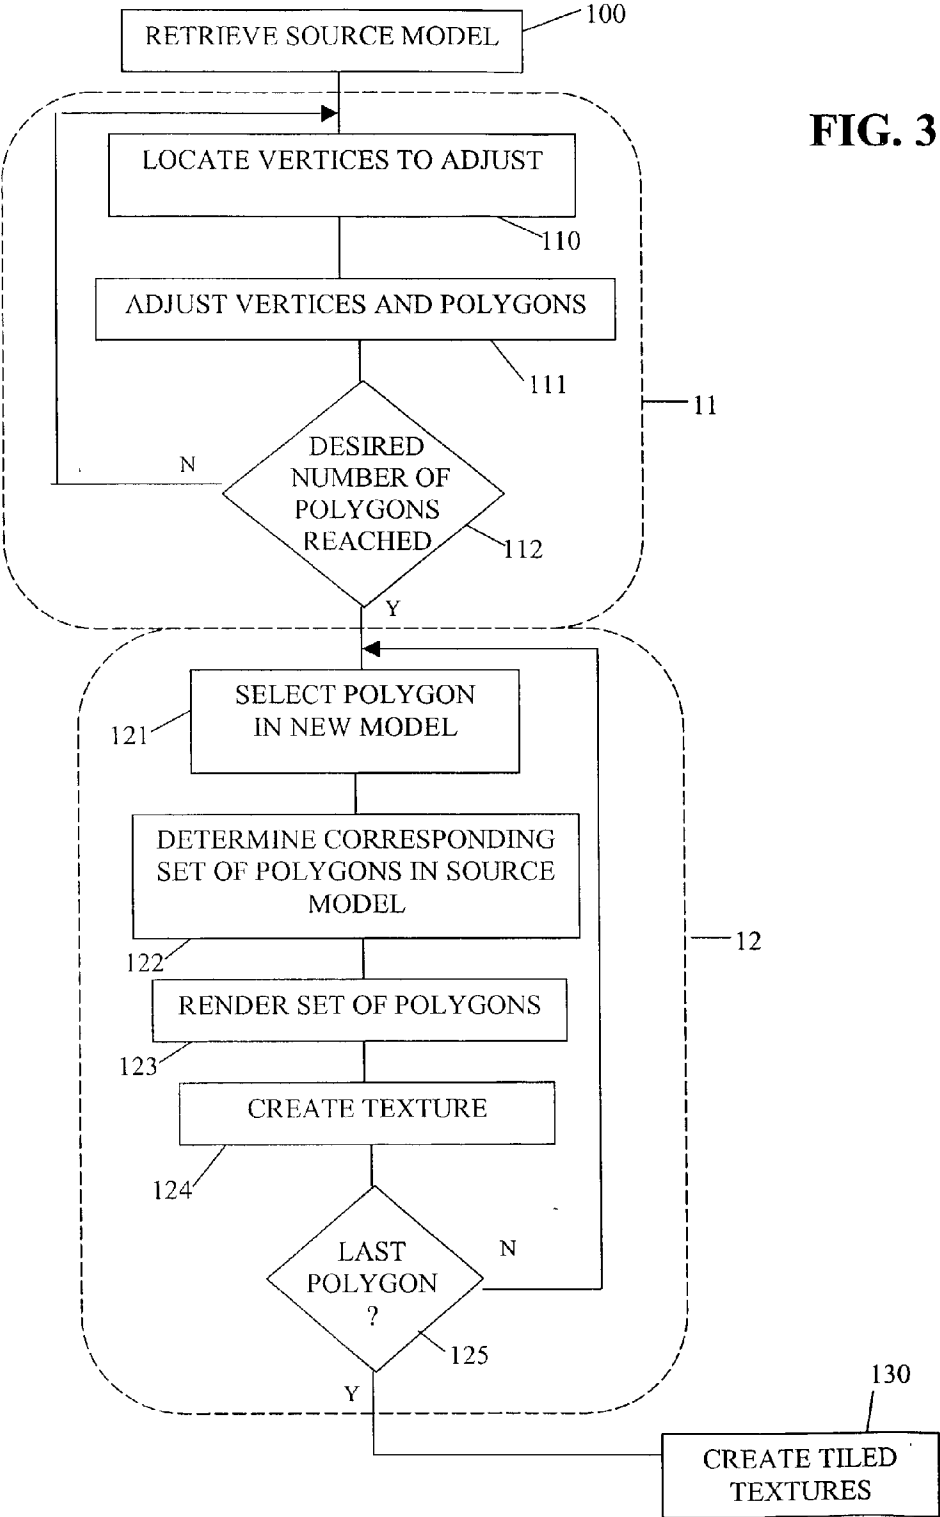 RETRIEVE SOURCE MODEL
100
FIG. 3
LOCATE VERTICES TO ADJUST
110
ADJUST VERTICES AND POLYGONS
111
11
DESIRED
NUMBER OF
POLYGONS
REACHED
N
112
Y
SELECT POLYGON
IN NEW MODEL
121
DETERMINE CORRESPONDING
SET OF POLYGONS IN SOURCE
MODEL
12
122
RENDER SET OF POLYGONS
123
CREATE TEXTURE
124
LAST
POLYGON
?
N
125
Y
130
CREATE TILED
TEXTURES